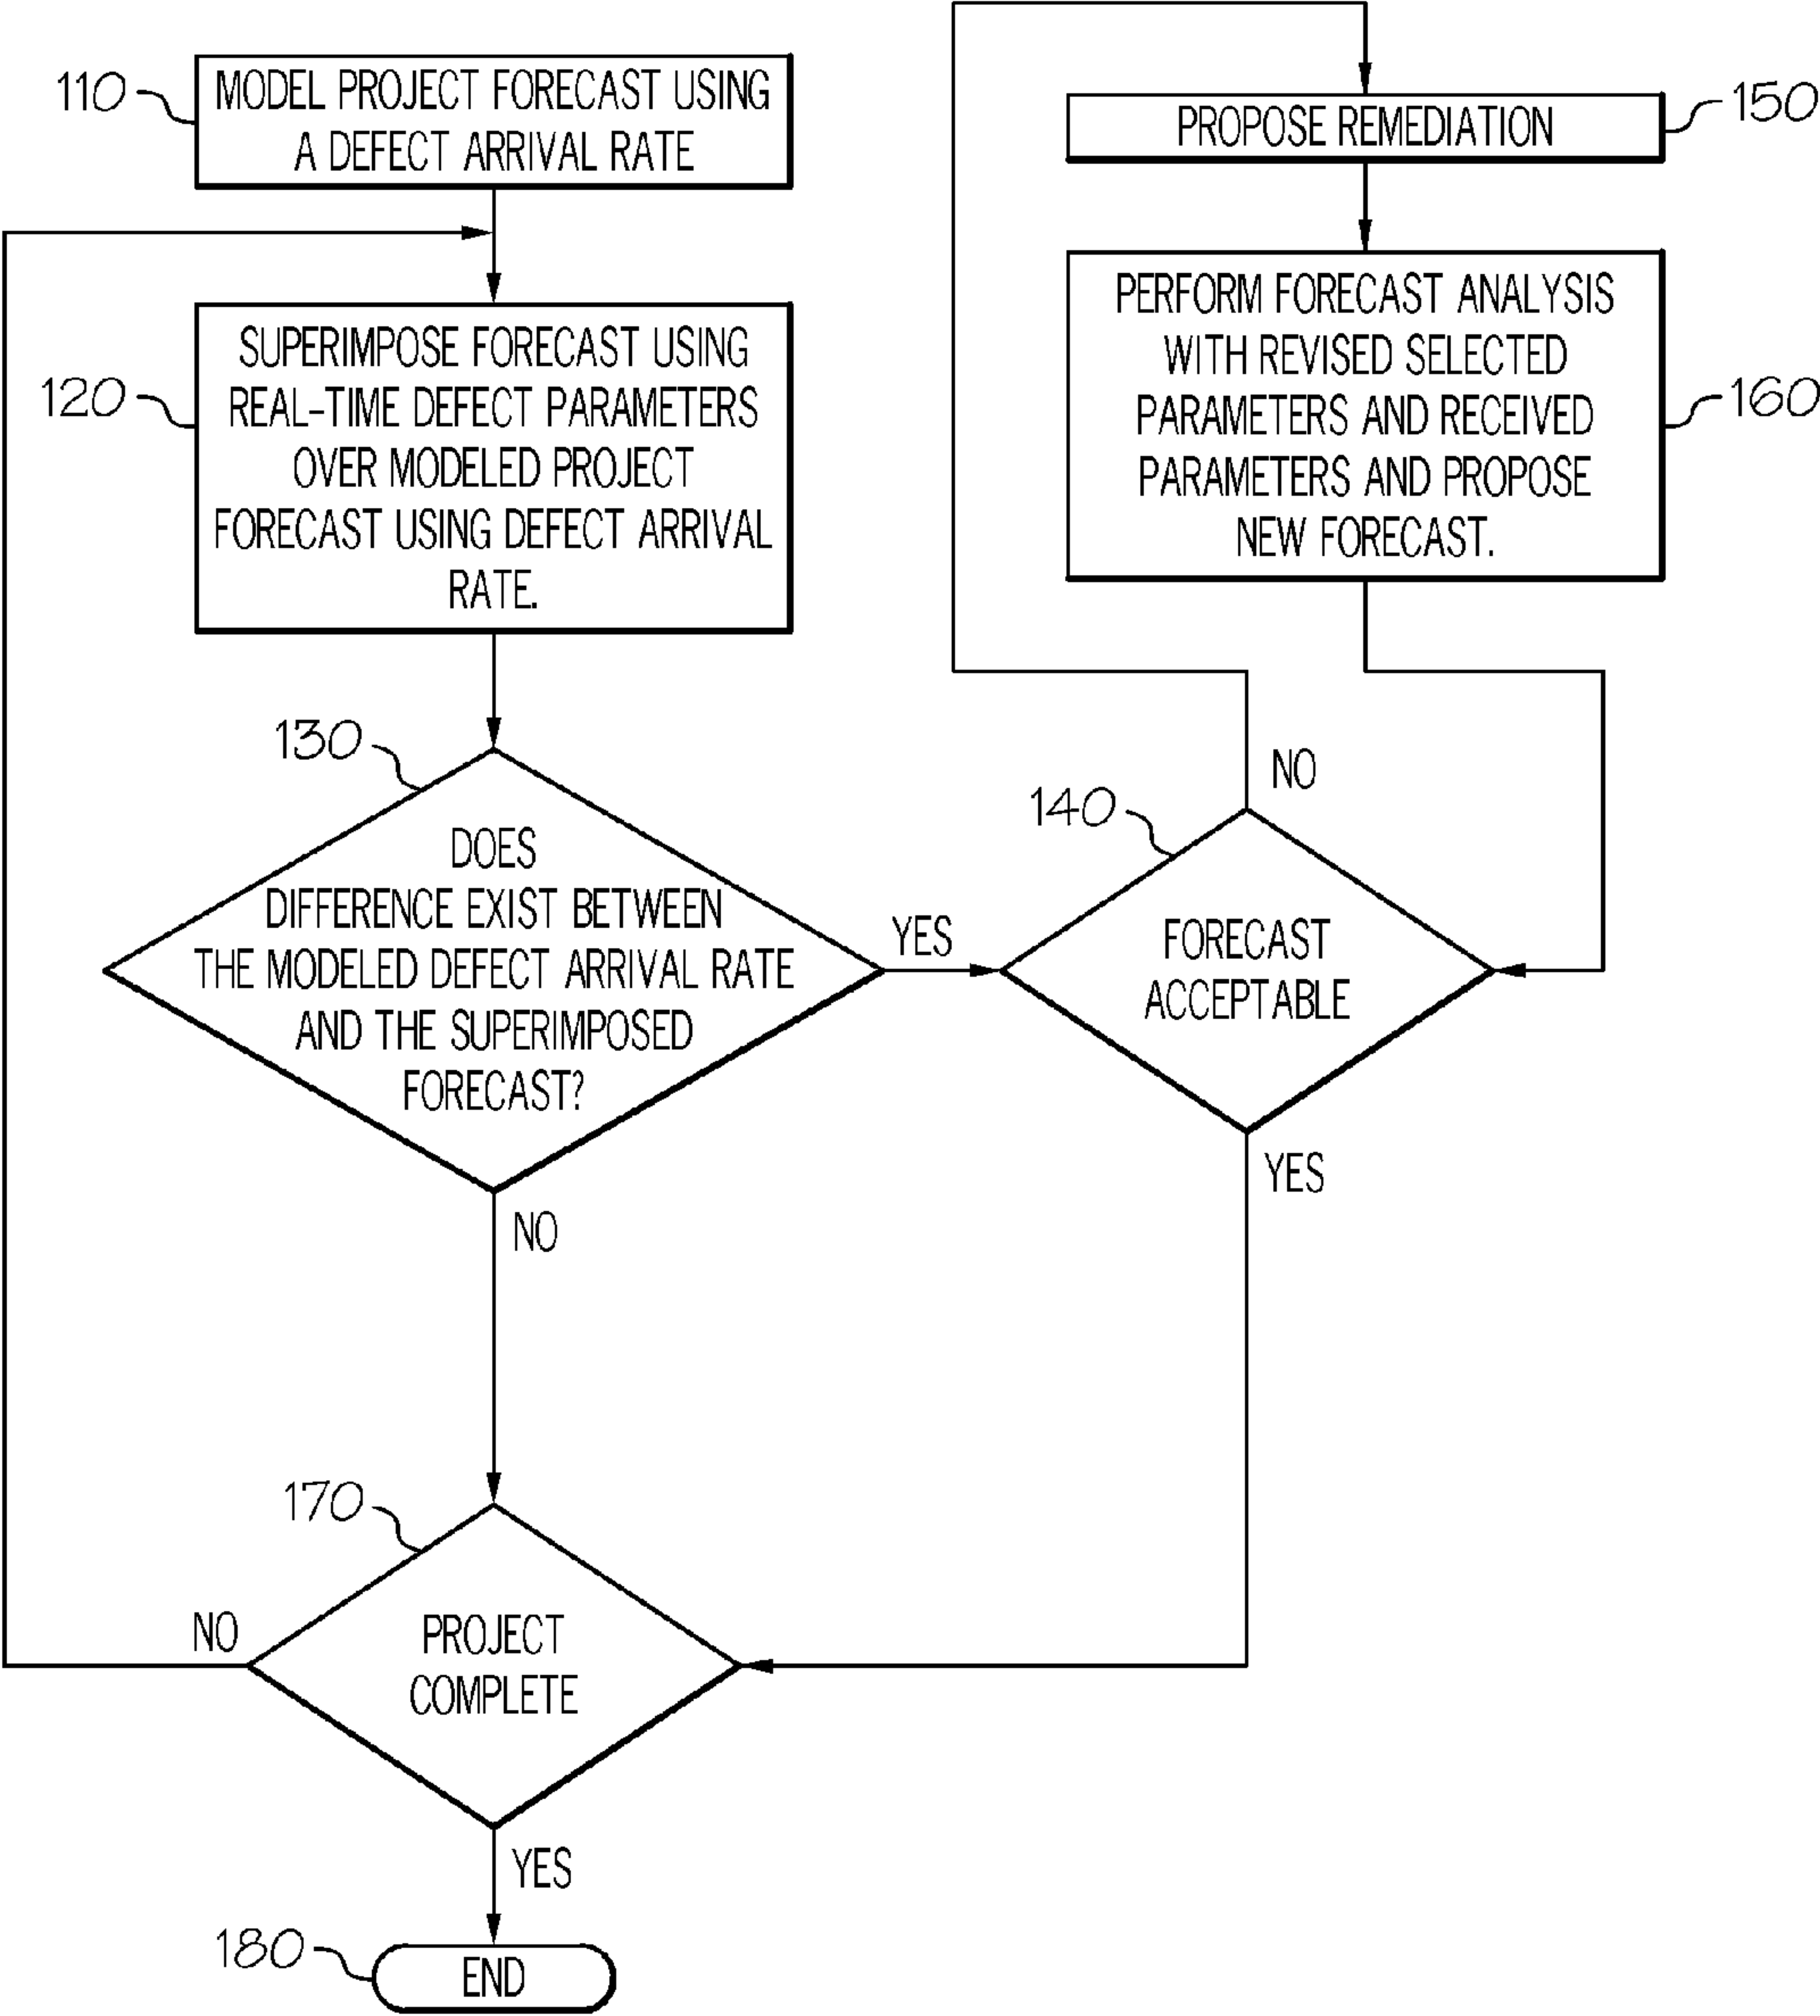 110
MODEL PROJECT FORECAST USING
A DEFECT ARRIVAL RATE
120
SUPERIMPOSE FORECAST USING
REAL-TIME DEFECT PARAMETERS
OVER MODELED PROJECT
FORECAST USING DEFECT ARRIVAL
RATE.
130
DOES
DIFFERENCE EXIST BETWEEN
THE MODELED DEFECT ARRIVAL RATE
AND THE SUPERIMPOSED
FORECAST?
YES
NO
140
FORECAST
ACCEPTABLE
NO
YES
150
PROPOSE REMEDIATION
160
PERFORM FORECAST ANALYSIS
WITH REVISED SELECTED
PARAMETERS AND RECEIVED
PARAMETERS AND PROPOSE
NEW FORECAST.
170
PROJECT
COMPLETE
NO
YES
180
END